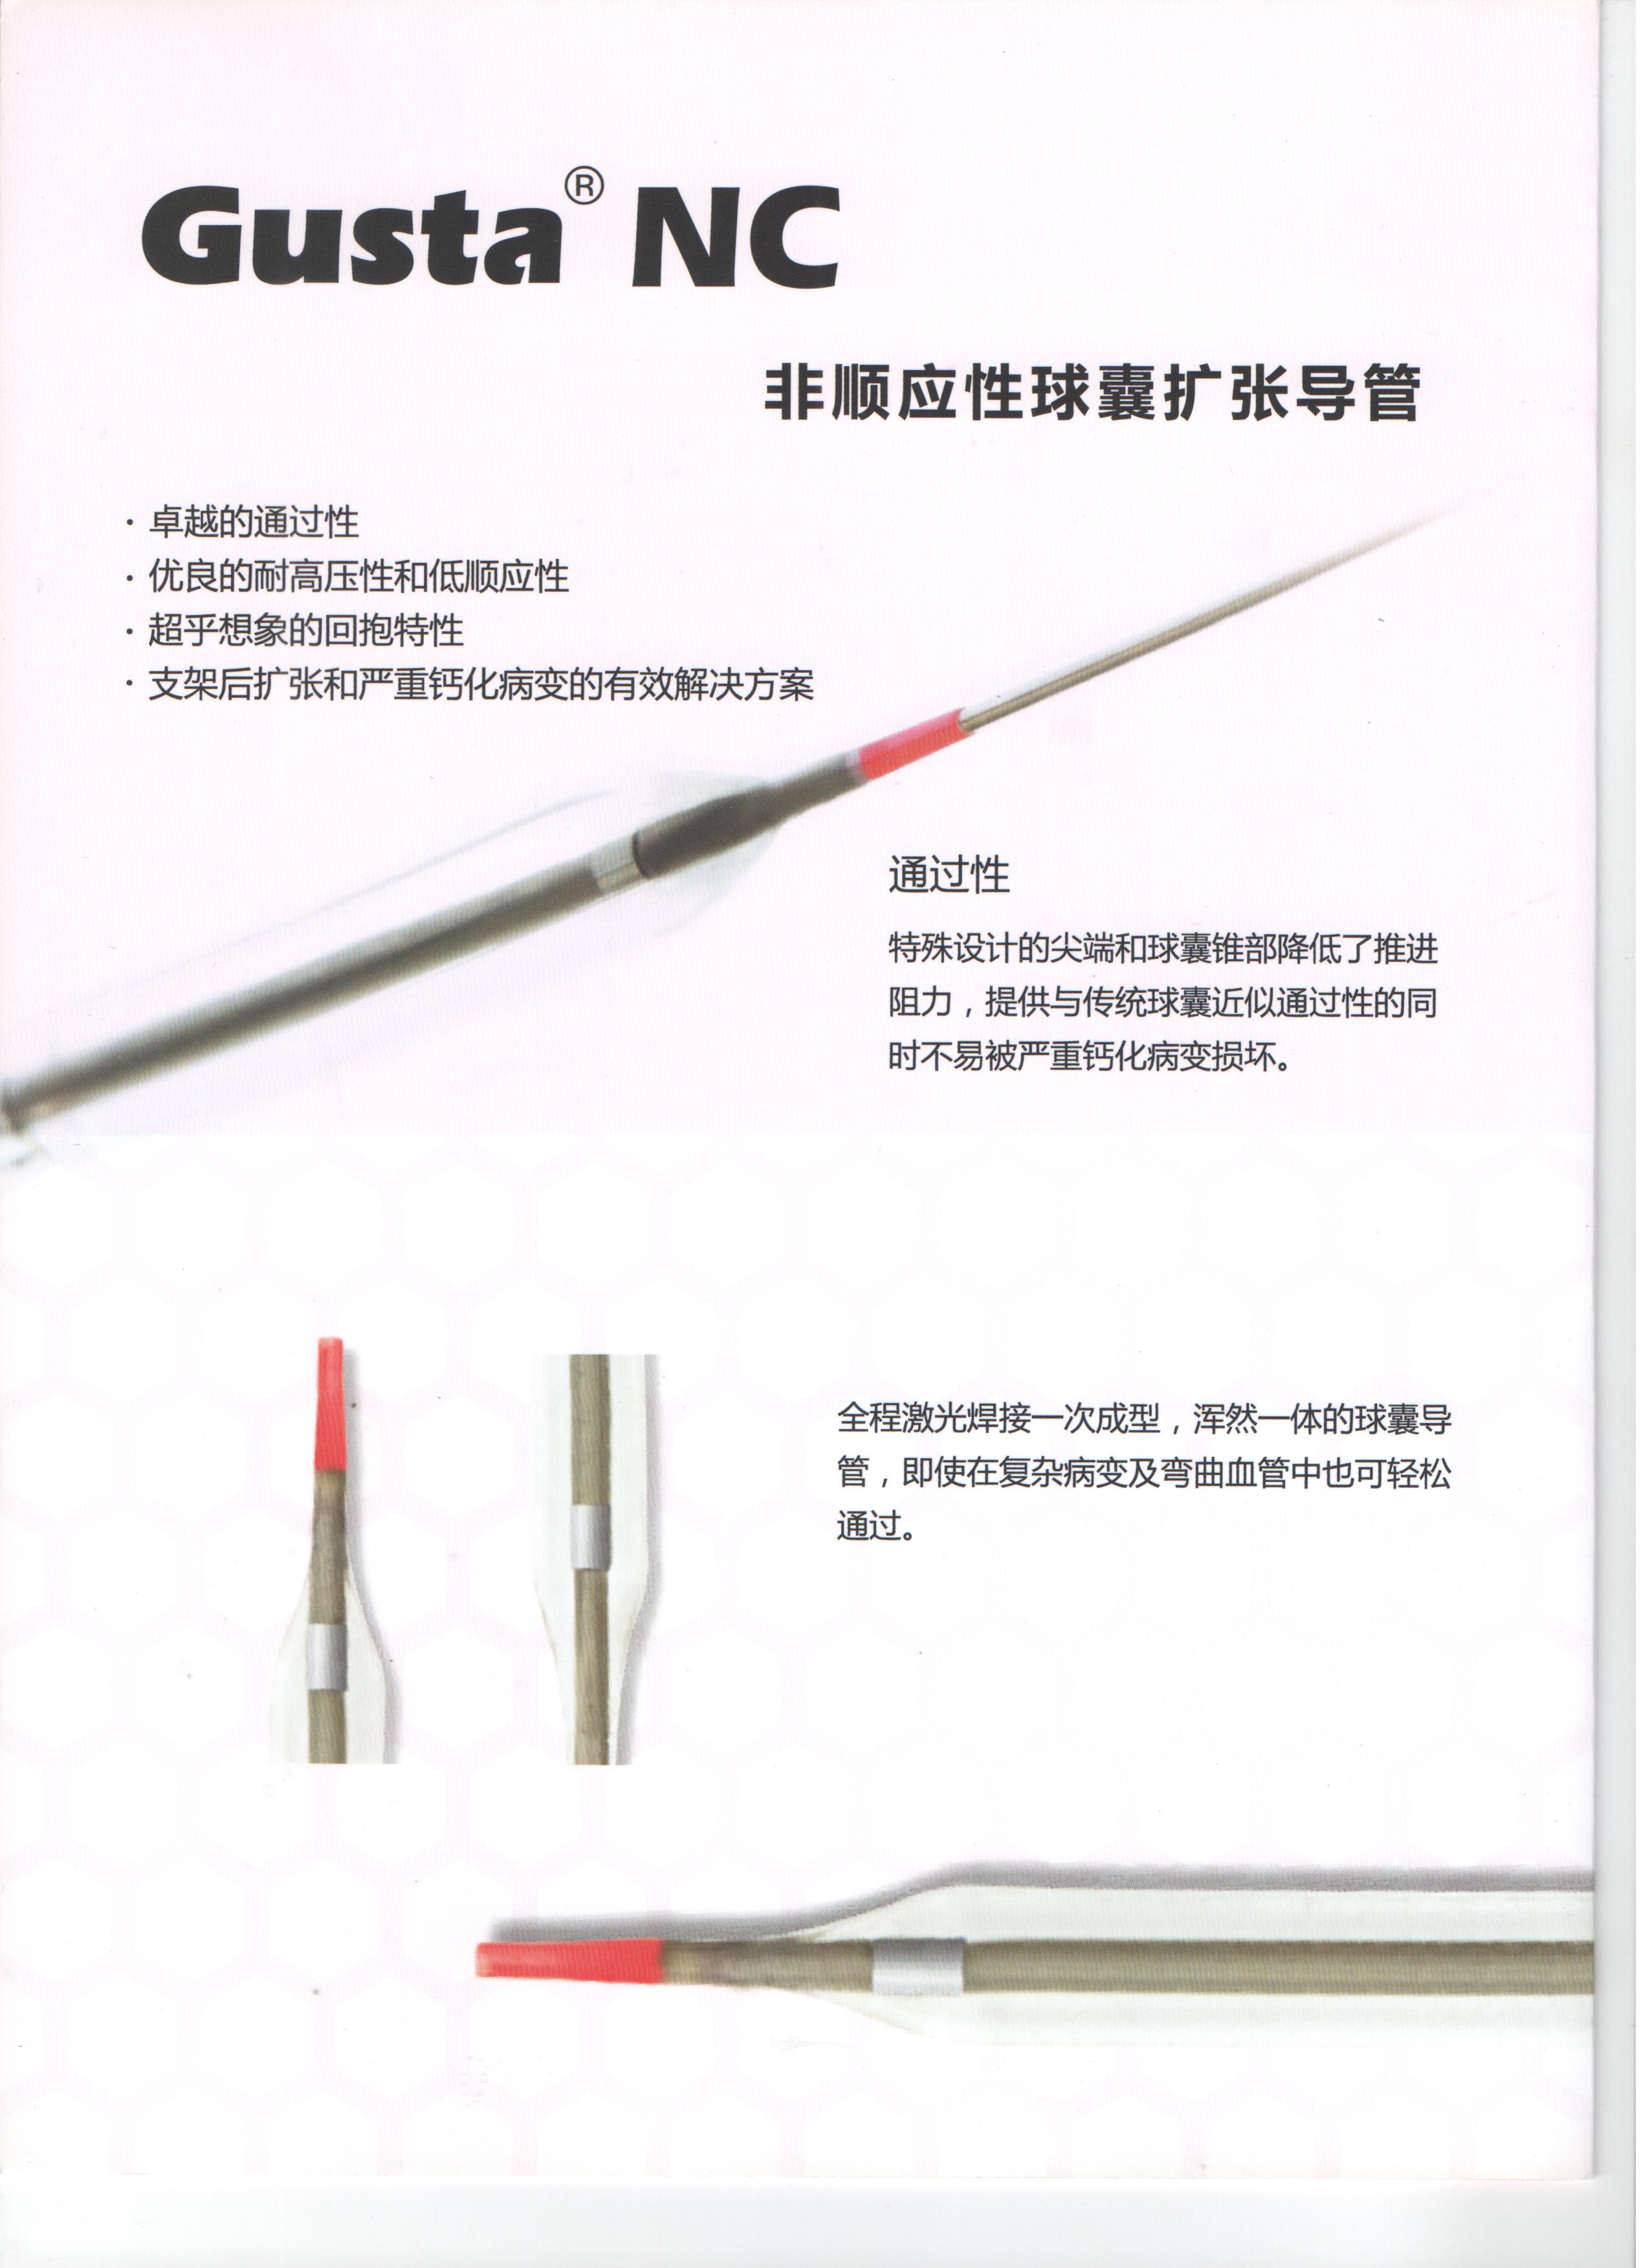 Gusta® NC
非顺应性球囊扩张导管
· 卓越的通过性
· 优良的耐高压性和低顺应性
· 超乎想象的回抱特性
· 支架后扩张和严重钙化病变的有效解决方案
通过性
特殊设计的尖端和球囊锥部降低了推进
阻力，提供与传统球囊近似通过性的同
时不易被严重钙化病变损坏。
全程激光焊接一次成型，浑然一体的球囊导
管，即使在复杂病变及弯曲血管中也可轻松
通过。